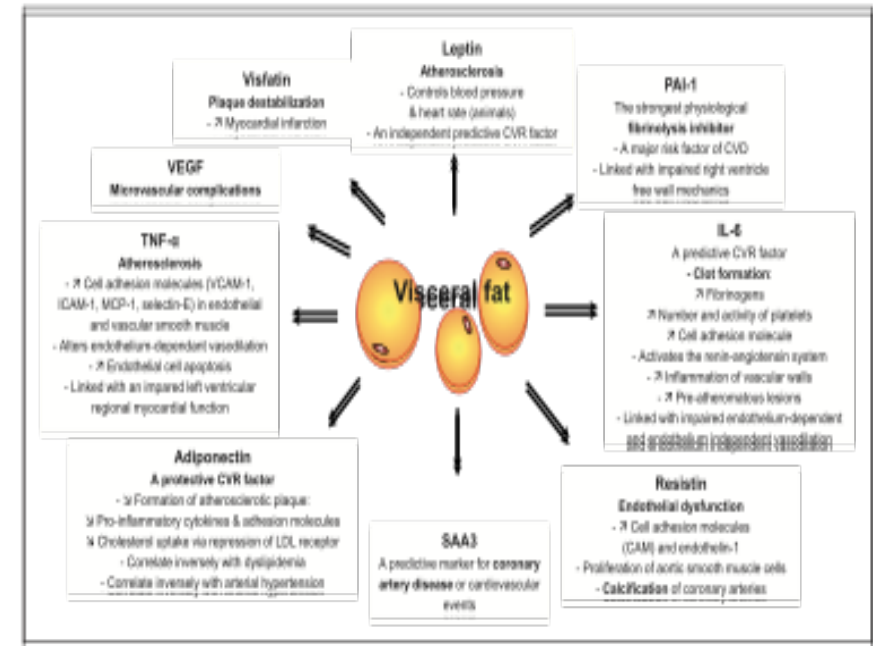 Leptin
Atherosclerosis
- Controls blood pressure
& heart rate (animals)
- An independent predictive CVR factor
Visfatin
Plaque destabilization
- ↗ Myocardial infarction
PAI-1
The strongest physiological
fibrinolysis inhibitor
- A major risk factor of CVD
- Linked with impaired right ventricle
free wall mechanics
VEGF
Microvascular complications
TNF-α
Atherosclerosis
- ↗ Cell adhesion molecules (VCAM-1,
ICAM-1, MCP-1, selectin-E) in endothelial
and vascular smooth muscle
- Alters endothelium-dependant vasodilation
- ↗ Endothelial cell apoptosis
- Linked with an impared left ventricular
regional myocardial function
Visceral fat
IL-6
A predictive CVR factor
- Clot formation:
↗ Fibrinogens
↗ Number and activity of platelets
↗ Cell adhesion molecule
- Activates the renin-angiotensin system
- ↗ Inflammation of vascular walls
- ↗ Pre-atheromatous lesions
- Linked with impaired endothelium-dependent
and endothelium independent vasodilation
Adiponectin
A protective CVR factor
- ↘ Formation of atherosclerotic plaque:
↘ Pro-inflammatory cytokines & adhesion molecules
↘ Cholesterol uptake via repression of LDL receptor
- Correlate inversely with dyslipidemia
- Correlate inversely with arterial hypertension
SAA3
A predictive marker for coronary
artery disease or cardiovascular
events
Resistin
Endothelial dyefunction
- ↗ Cell adhesion molecules
(CAM) and endothelin-1
- Proliferation of aortic smooth muscle cells
- Calcification of coronary arteries